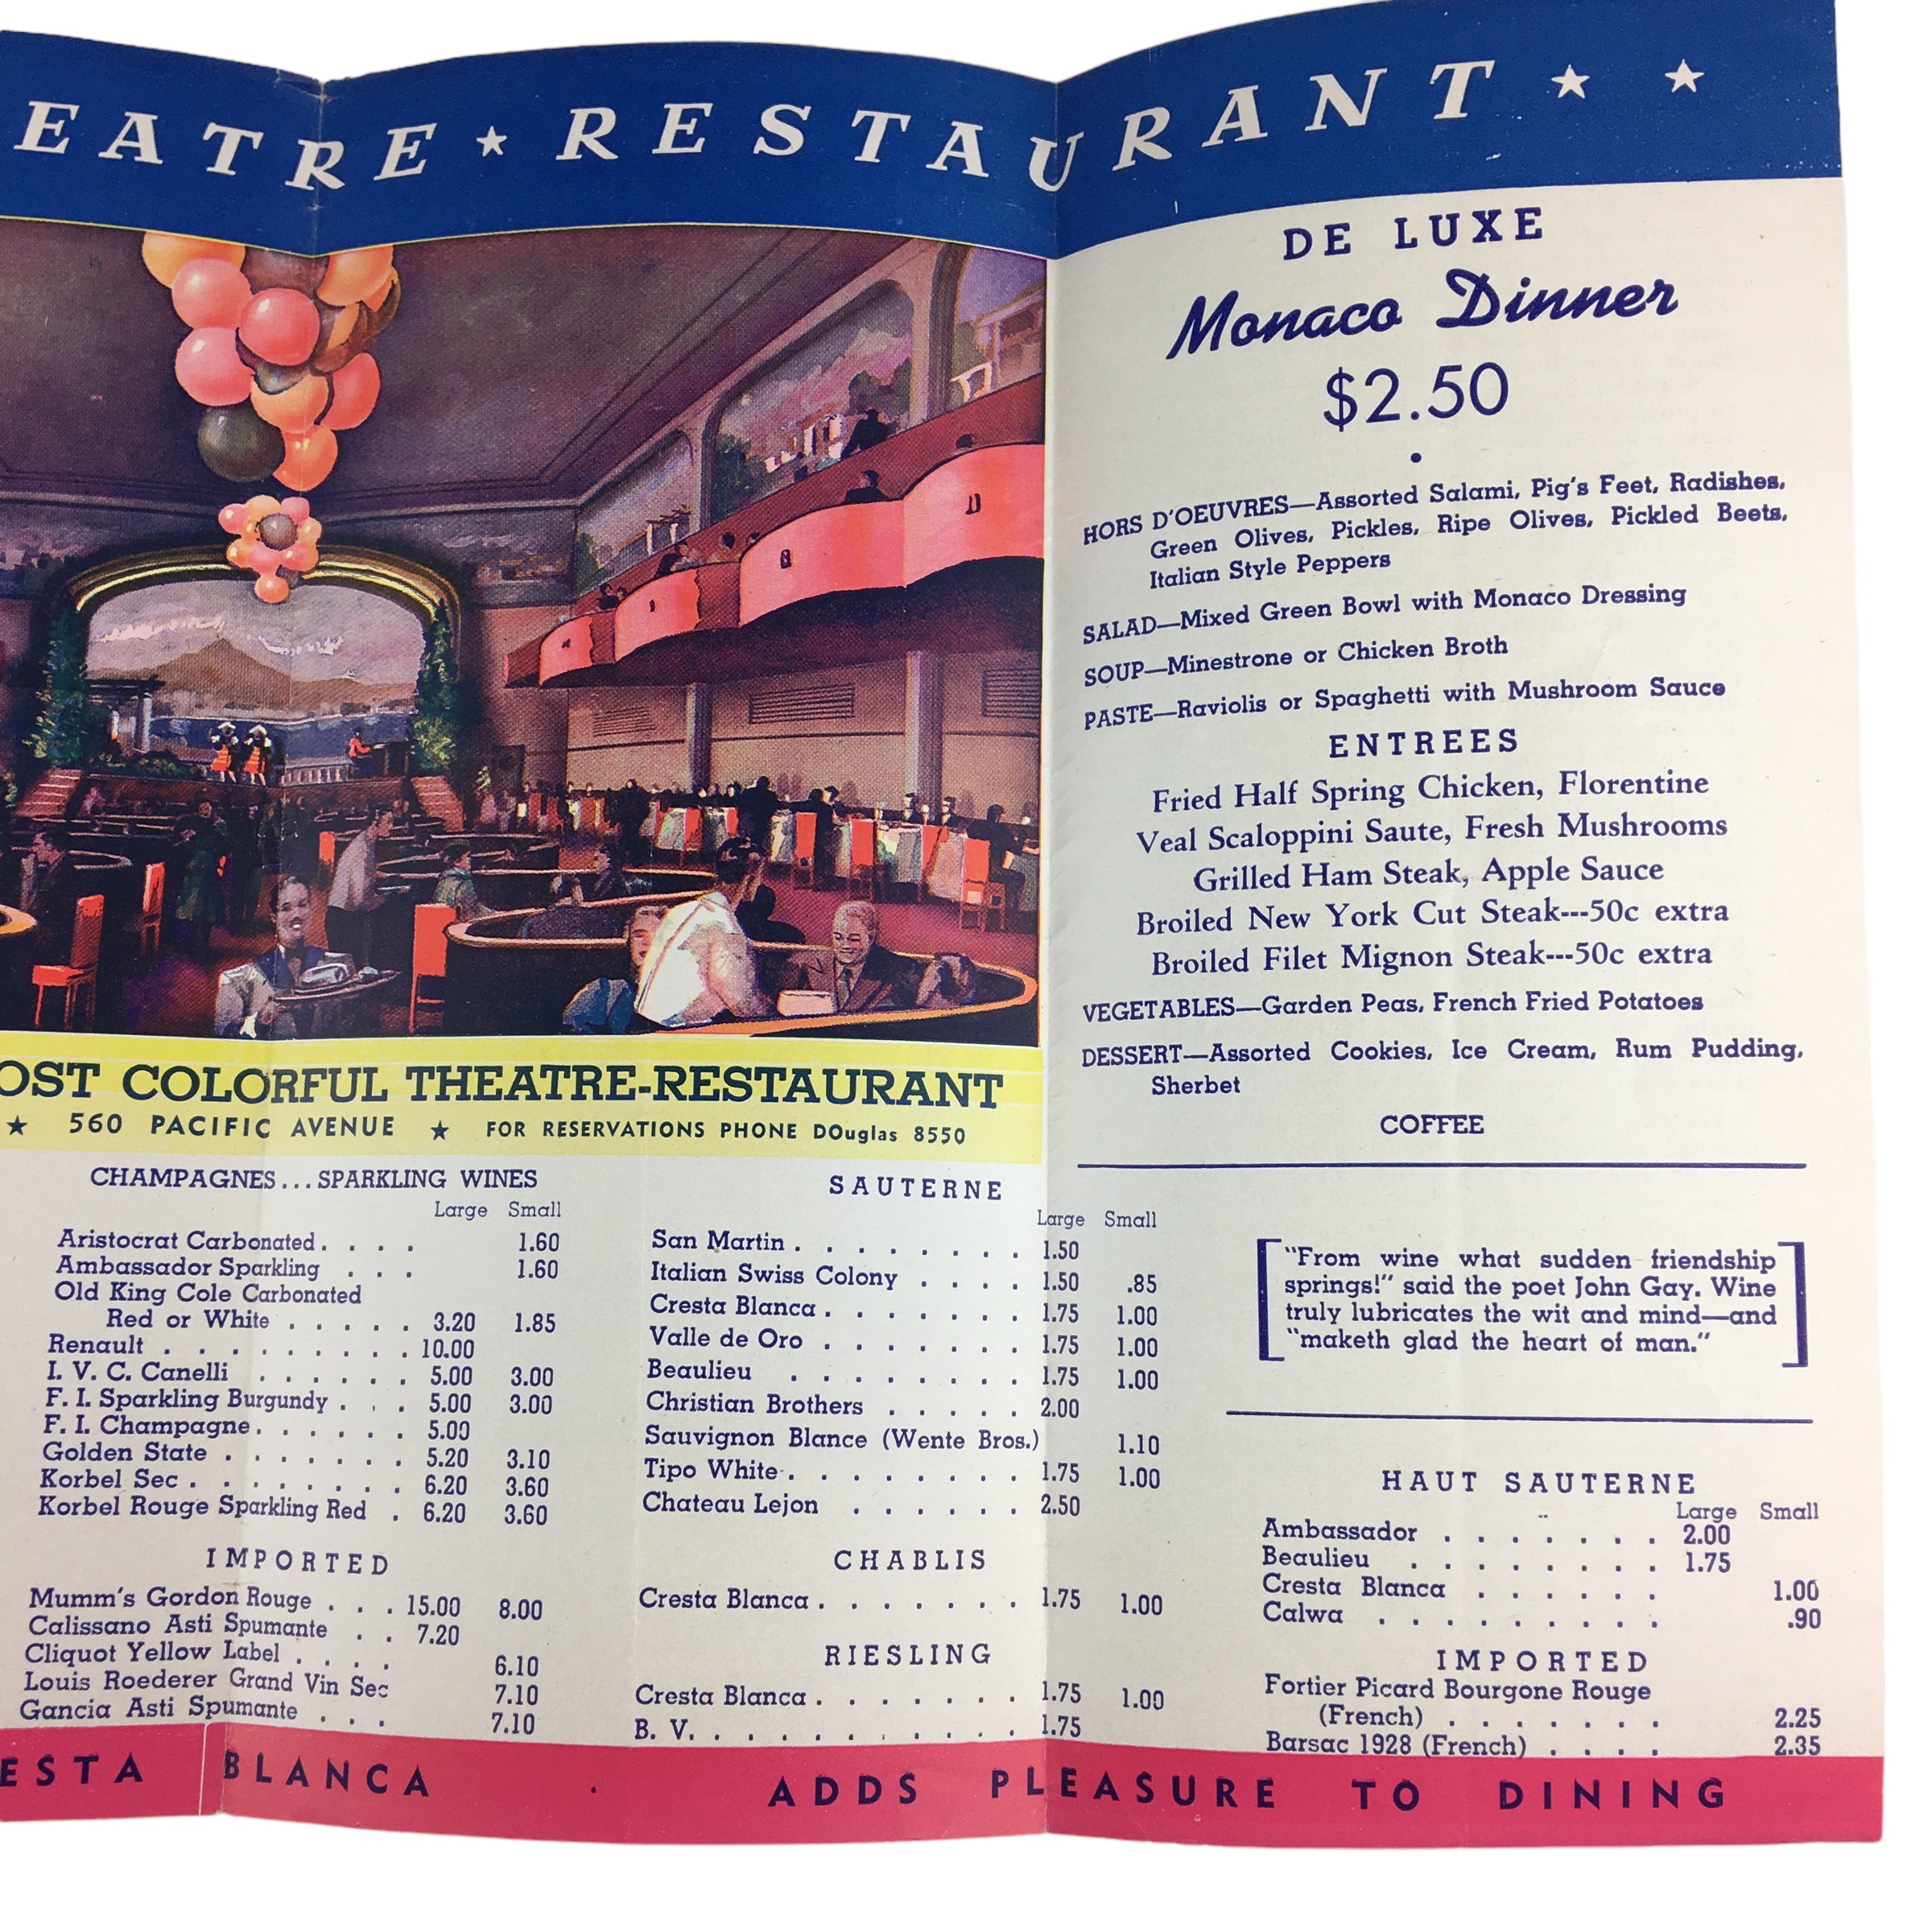 EATRE ★ RESTAURANT ★ ★
DE LUXE
Monaco Dinner
$2.50
HORS D'OEUVRES—Assorted Salami, Pig's Feet, Radishes,
Green Olives, Pickles, Ripe Olives, Pickled Beets,
Italian Style Peppers
SALAD—Mixed Green Bowl with Monaco Dressing
SOUP—Minestrone or Chicken Broth
PASTE—Raviolis or Spaghetti with Mushroom Sauce
ENTREES
Fried Half Spring Chicken, Florentine
Veal Scaloppini Saute, Fresh Mushrooms
Grilled Ham Steak, Apple Sauce
Broiled New York Cut Steak---50c extra
Broiled Filet Mignon Steak---50c extra
VEGETABLES—Garden Peas, French Fried Potatoes
DESSERT—Assorted Cookies, Ice Cream, Rum Pudding,
Sherbet
COFFEE
OST COLORFUL THEATRE-RESTAURANT
★ 560 PACIFIC AVENUE ★ FOR RESERVATIONS PHONE DOuglas 8550
CHAMPAGNES...SPARKLING WINES
Large Small
Aristocrat Carbonated . . . . 1.60
Ambassador Sparkling . . . 1.60
Old King Cole Carbonated
Red or White . . . . . 3.20 1.85
Renault . . . . . . . . . 10.00
I. V. C. Canelli . . . . . . 5.00 3.00
F. I. Sparkling Burgundy . . . 5.00 3.00
F. I. Champagne . . . . . . 5.00
Golden State . . . . . . . 5.20 3.10
Korbel Sec . . . . . . . . 6.20 3.60
Korbel Rouge Sparkling Red . 6.20 3.60
IMPORTED
Mumm's Gordon Rouge . . . 15.00 8.00
Calissano Asti Spumante . . 7.20
Cliquot Yellow Label . . . . 6.10
Louis Roederer Grand Vin Sec 7.10
Gancia Asti Spumante . . . 7.10
SAUTERNE
Large Small
San Martin . . . . . . . . 1.50
Italian Swiss Colony . . . . 1.50 .85
Cresta Blanca . . . . . . . 1.75 1.00
Valle de Oro . . . . . . . 1.75 1.00
Beaulieu . . . . . . . . 1.75 1.00
Christian Brothers . . . . . 2.00
Sauvignon Blance (Wente Bros.) 1.10
Tipo White . . . . . . . . 1.75 1.00
Chateau Lejon . . . . . . 2.50
CHABLIS
Cresta Blanca . . . . . . . 1.75 1.00
RIESLING
Cresta Blanca . . . . . . . 1.75 1.00
B. V. . . . . . . . . . . 1.75
"From wine what sudden friendship
springs!" said the poet John Gay. Wine
truly lubricates the wit and mind—and
"maketh glad the heart of man."
HAUT SAUTERNE
Large Small
Ambassador . . . . . . . 2.00
Beaulieu . . . . . . . . 1.75
Cresta Blanca . . . . . . 1.00
Calwa . . . . . . . . . .90
IMPORTED
Fortier Picard Bourgone Rouge
(French) . . . . . . . 2.25
Barsac 1928 (French) . . . . 2.35
ESTA BLANCA . ADDS PLEASURE TO DINING